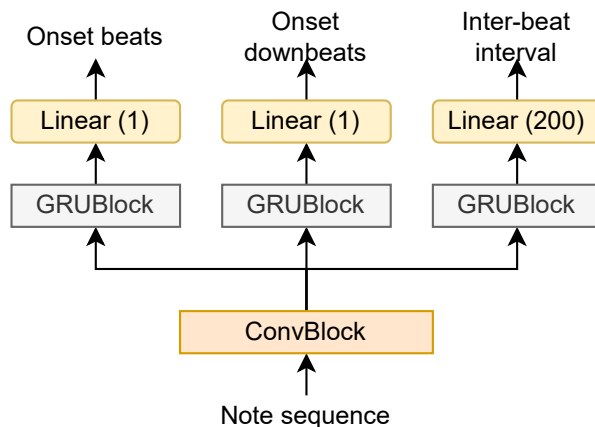 Onset beats
Onset
downbeats
Inter-beat
interval
Linear (1)
Linear (1)
Linear (200)
GRUBlock
GRUBlock
GRUBlock
ConvBlock
Note sequence